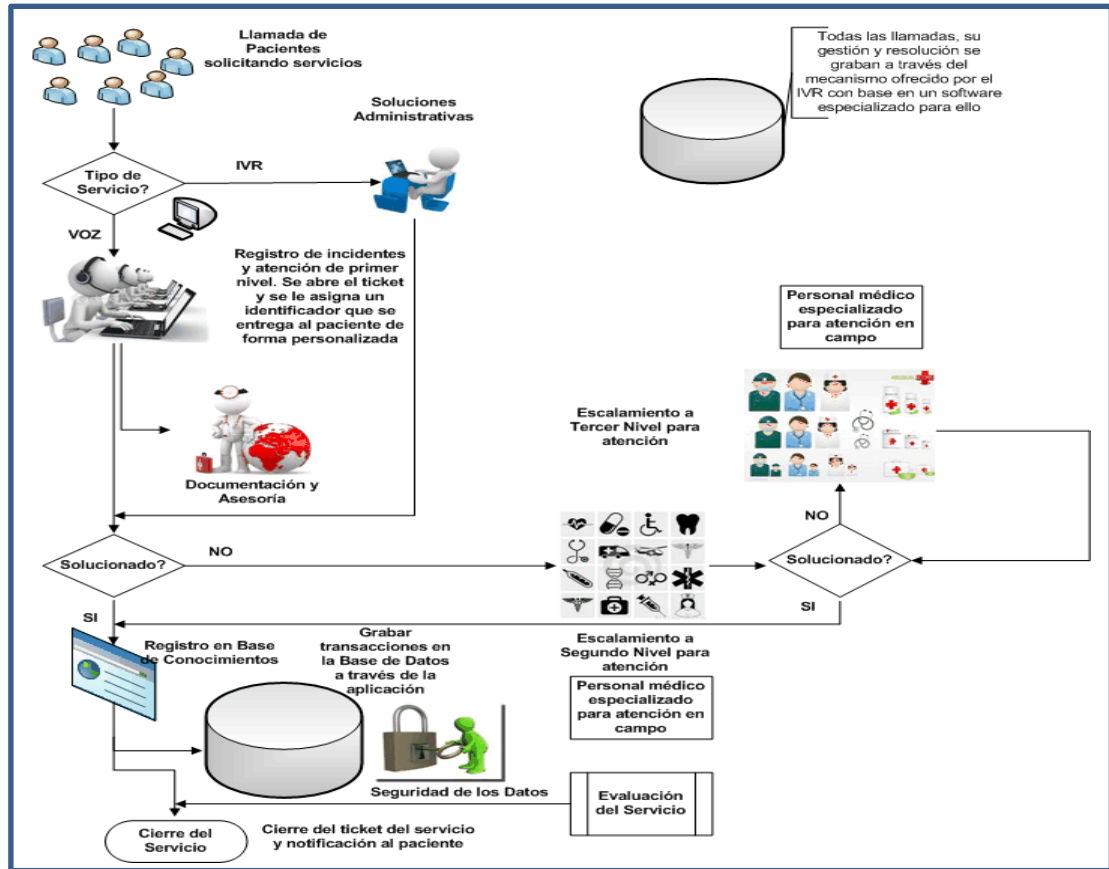 Llamada de
Pacientes
solicitando servicios
Todas las llamadas, su
gestión y resolución se
graban a través del
mecanismo ofrecido por el
IVR con base en un software
especializado para ello
Soluciones
Administrativas
IVR
Tipo de
Servicio?
VOZ
Registro de incidentes
y atención de primer
nivel. Se abre el ticket
y se le asigna un
identificador que se
entrega al paciente de
forma personalizada
Personal médico
especializado
para atención en
campo
Escalamiento a
Tercer Nivel para
atención
Documentación y
Asesoría
NO
Solucionado?
NO
Solucionado?
SI
SI
Registro en Base
de Conocimientos
Grabar
transacciones en
la Base de Datos
a través de la
aplicación
Escalamiento a
Segundo Nivel para
atención
Personal médico
especializado
para atención en
campo
Seguridad de los Datos
Evaluación
del Servicio
Cierre del
Servicio
Cierre del ticket del servicio
y notificación al paciente